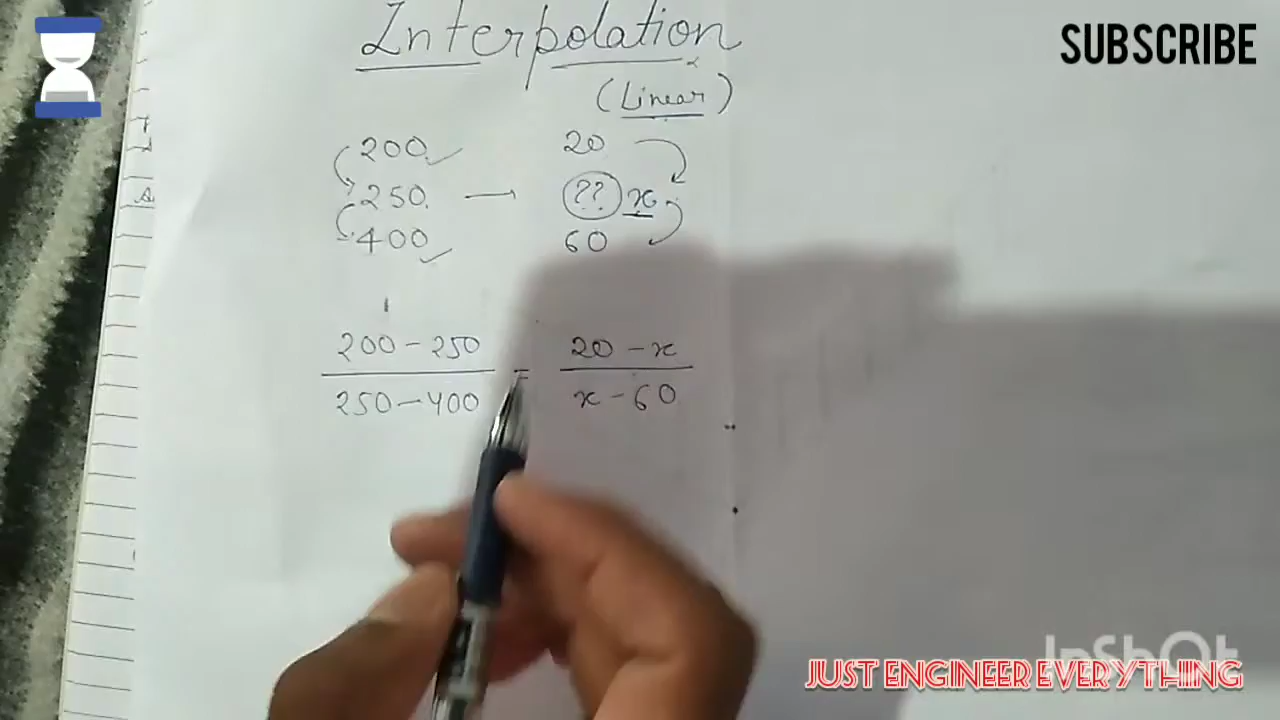 Interpolation
SUBSCRIBE
(Linear)
200 20
250 → ?? x
400 60
200 - 250 = 20 - x
250 - 400 x - 60
InShOt
JUST ENGINEER EVERYTHING